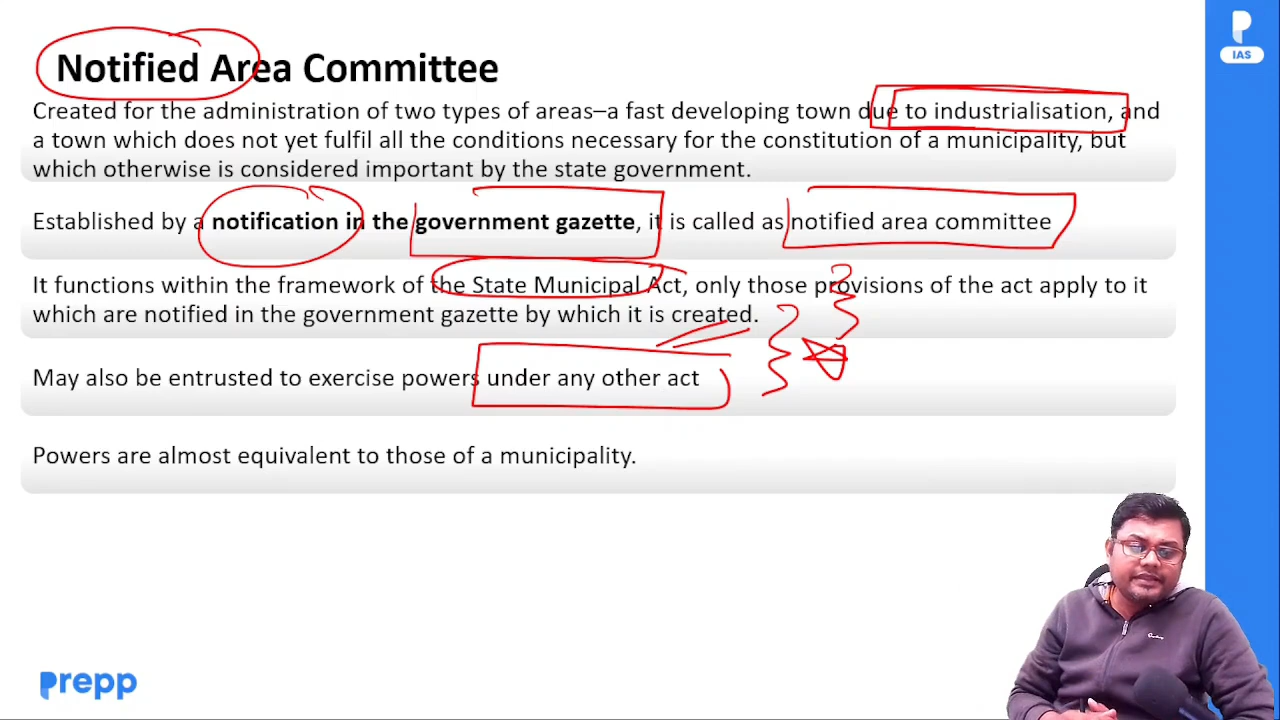 P
IAS
Notified Area Committee
Created for the administration of two types of areas–a fast developing town due to industrialisation, and
a town which does not yet fulfil all the conditions necessary for the constitution of a municipality, but
which otherwise is considered important by the state government.
Established by a notification in the government gazette, it is called as notified area committee
It functions within the framework of the State Municipal Act, only those provisions of the act apply to it
which are notified in the government gazette by which it is created.
May also be entrusted to exercise powers under any other act
Powers are almost equivalent to those of a municipality.
prepp